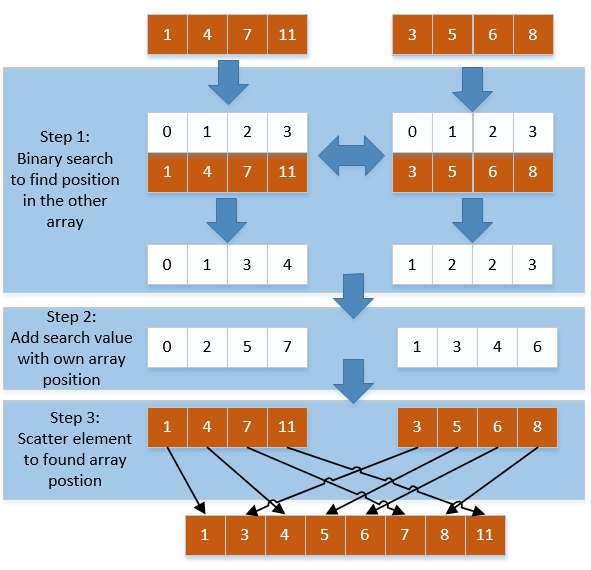 1 4 7 11 3 5 6 8
Step 1:
Binary search
to find position
in the other
array
0 1 2 3 0 1 2 3
1 4 7 11 3 5 6 8
0 1 3 4 1 2 2 3
Step 2:
Add search value
with own array
position
0 2 5 7 1 3 4 6
Step 3:
Scatter element
to found array
postion
1 4 7 11 3 5 6 8
1 3 4 5 6 7 8 11